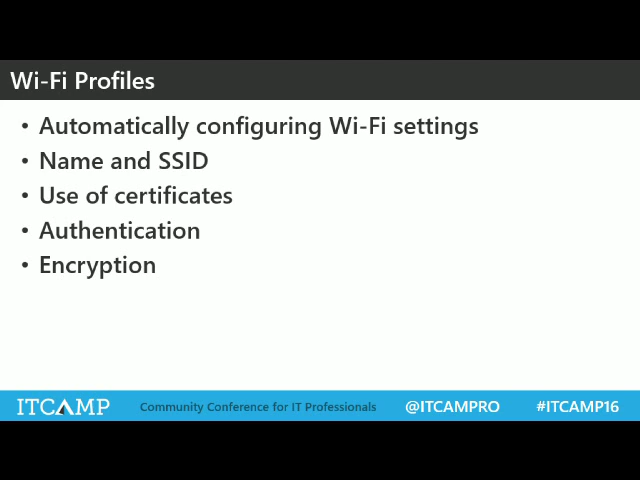 Wi-Fi Profiles
• Automatically configuring Wi-Fi settings
• Name and SSID
• Use of certificates
• Authentication
• Encryption
ITCAMP Community Conference for IT Professionals @ITCAMPRO #ITCAMP16